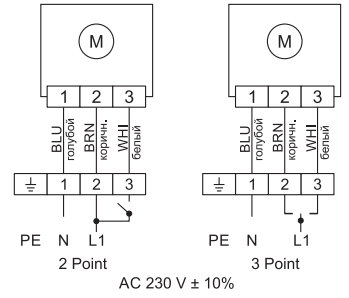 M M
1 2 3 1 2 3
BLU голубой BRN коричн. WHI белый BLU голубой BRN коричн. WHI белый
1 2 3 1 2 3
PE N L1 PE N L1
2 Point 3 Point
AC 230 V ± 10%